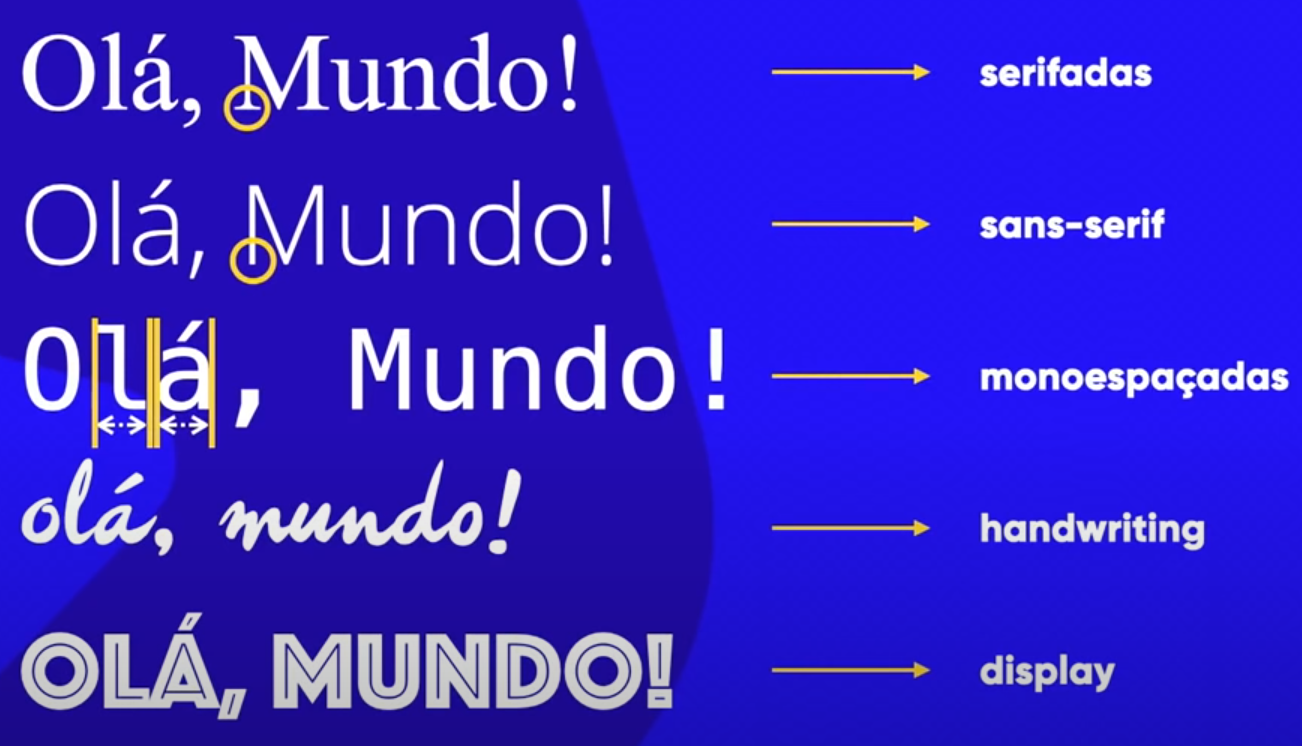 Olá, Mundo! serifadas
Olá, Mundo! sans-serif
Olá, Mundo! monoespaçadas
olá, mundo! handwriting
OLÁ, MUNDO! display